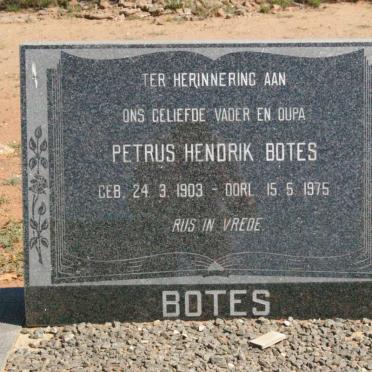 TER HERINNERING AAN
ONS GELIEFDE VADER EN OUPA
PETRUS HENDRIK BOTES
GEB. 24. 3. 1903 - OORL. 15. 6. 1975
RUS IN VREDE
BOTES